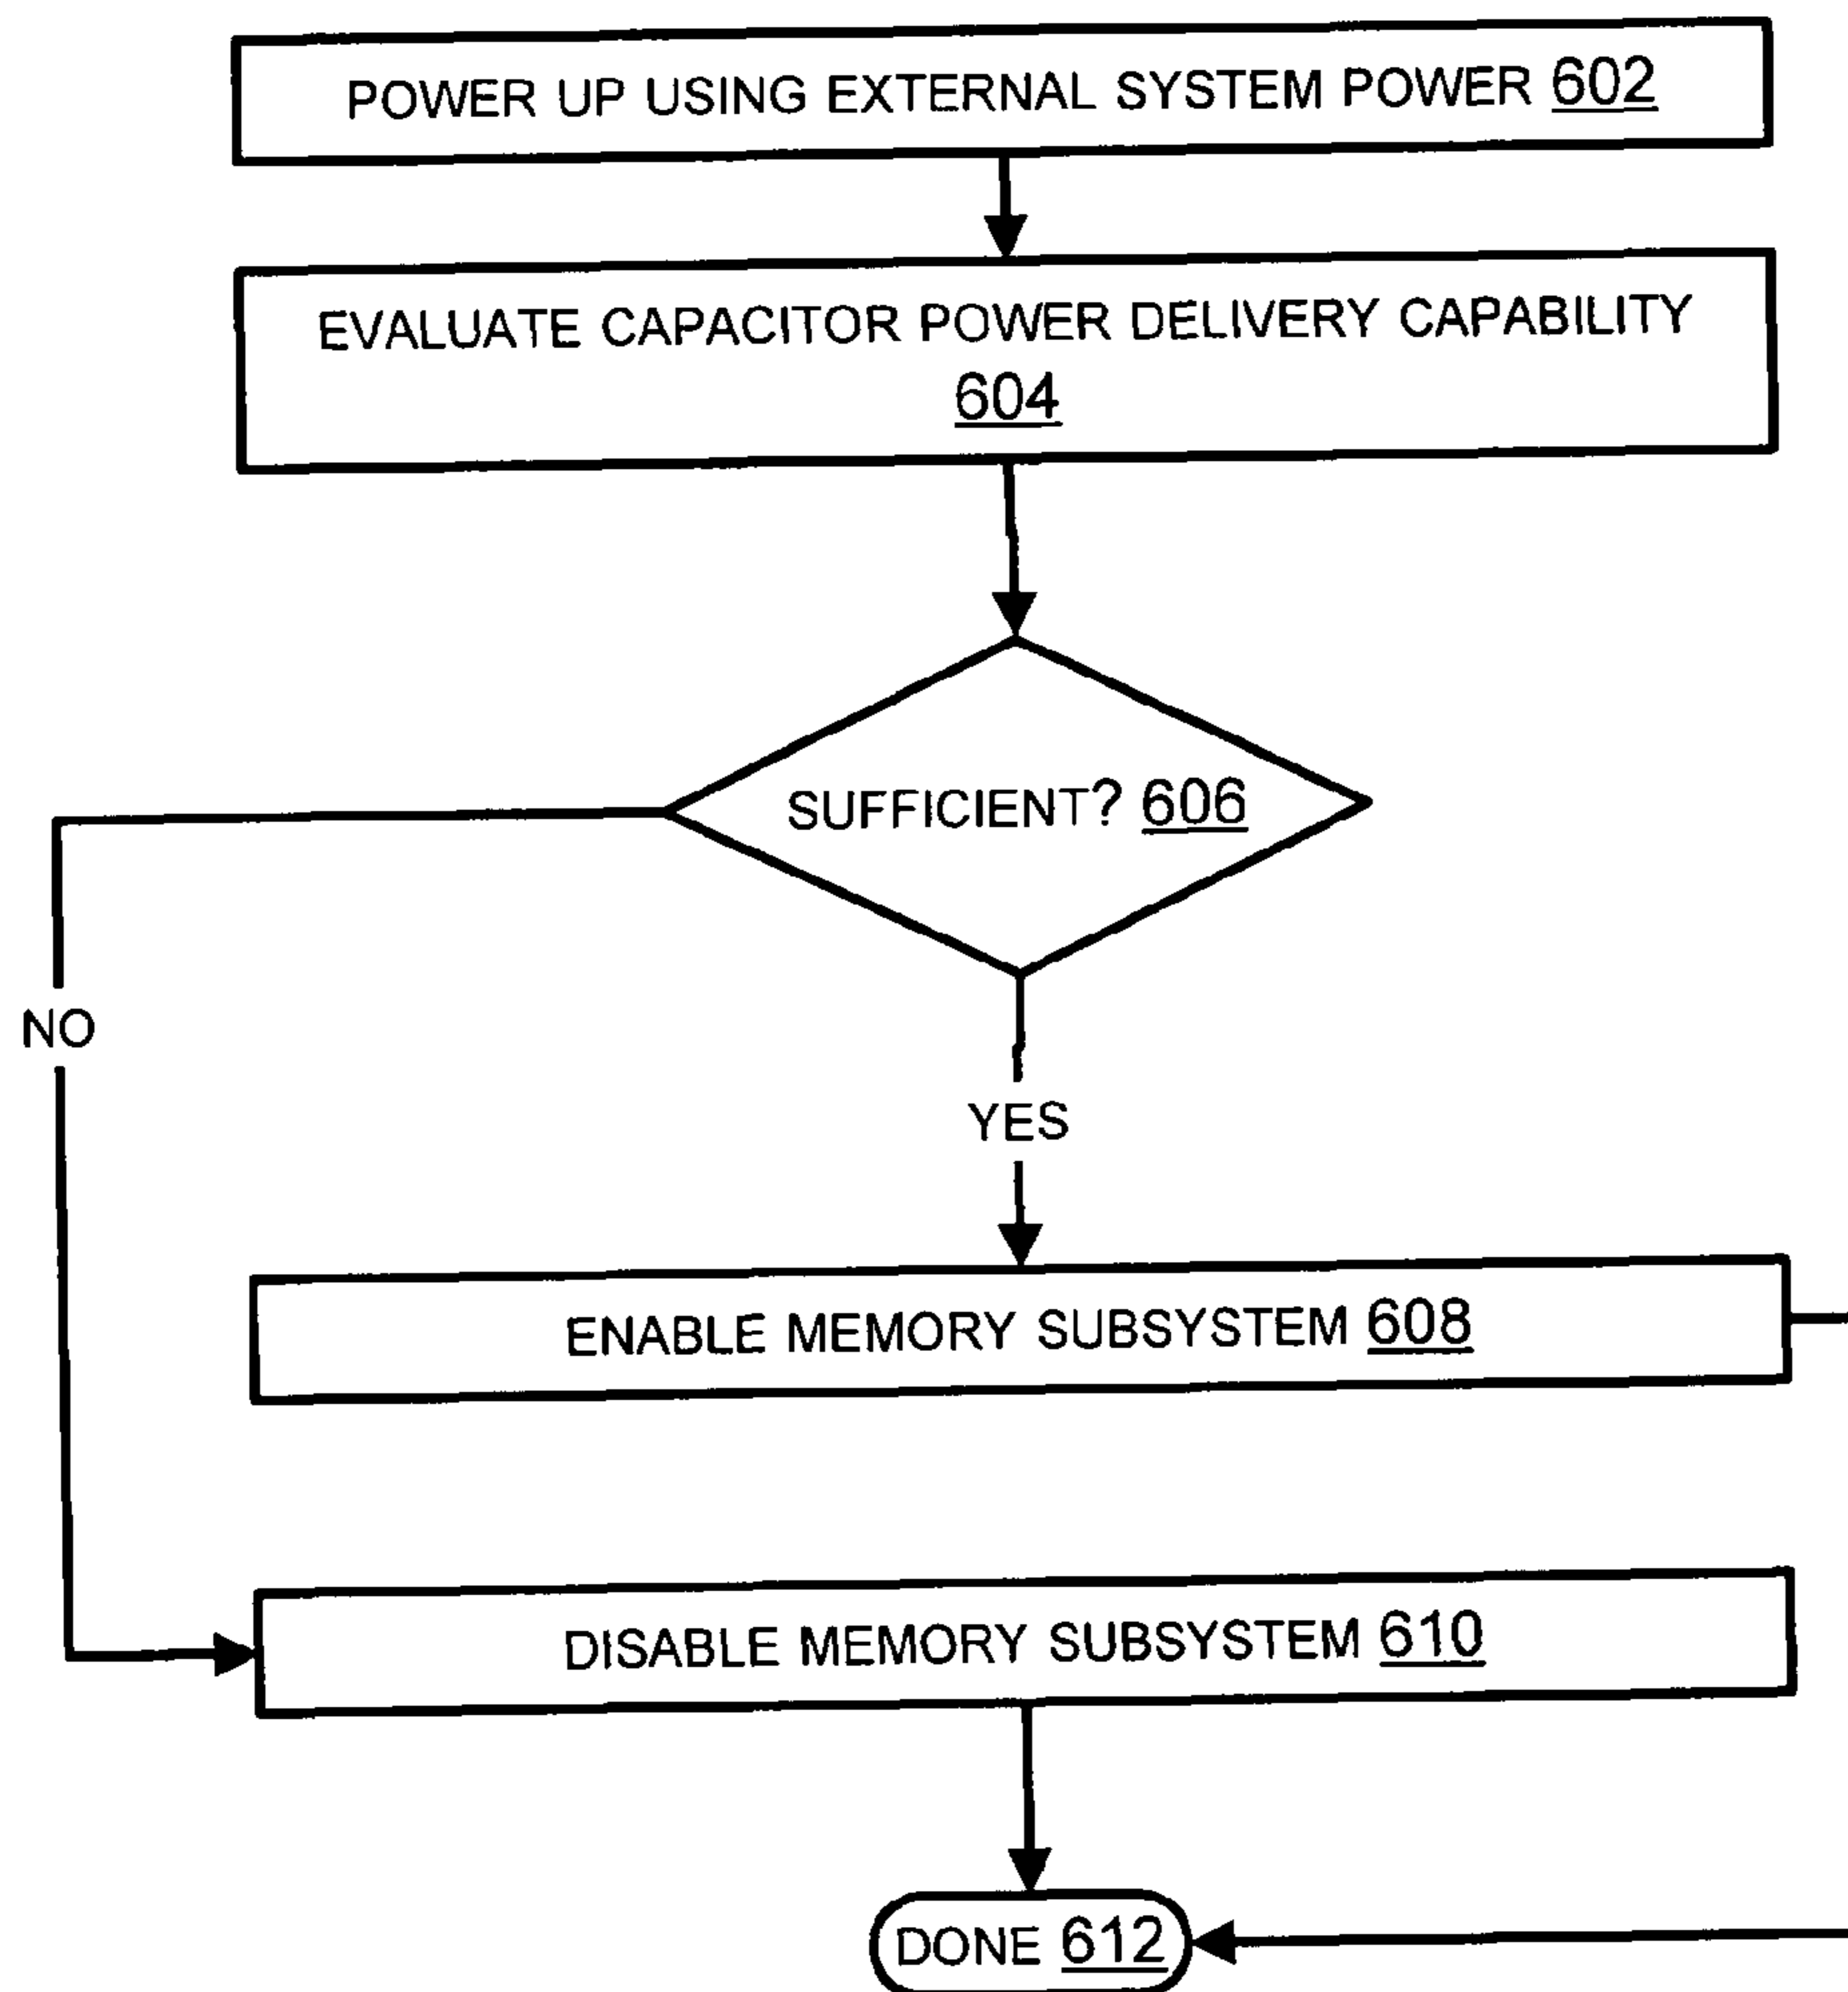 POWER UP USING EXTERNAL SYSTEM POWER 602
EVALUATE CAPACITOR POWER DELIVERY CAPABILITY
604
SUFFICIENT? 606
NO
YES
ENABLE MEMORY SUBSYSTEM 608
DISABLE MEMORY SUBSYSTEM 610
DONE 612